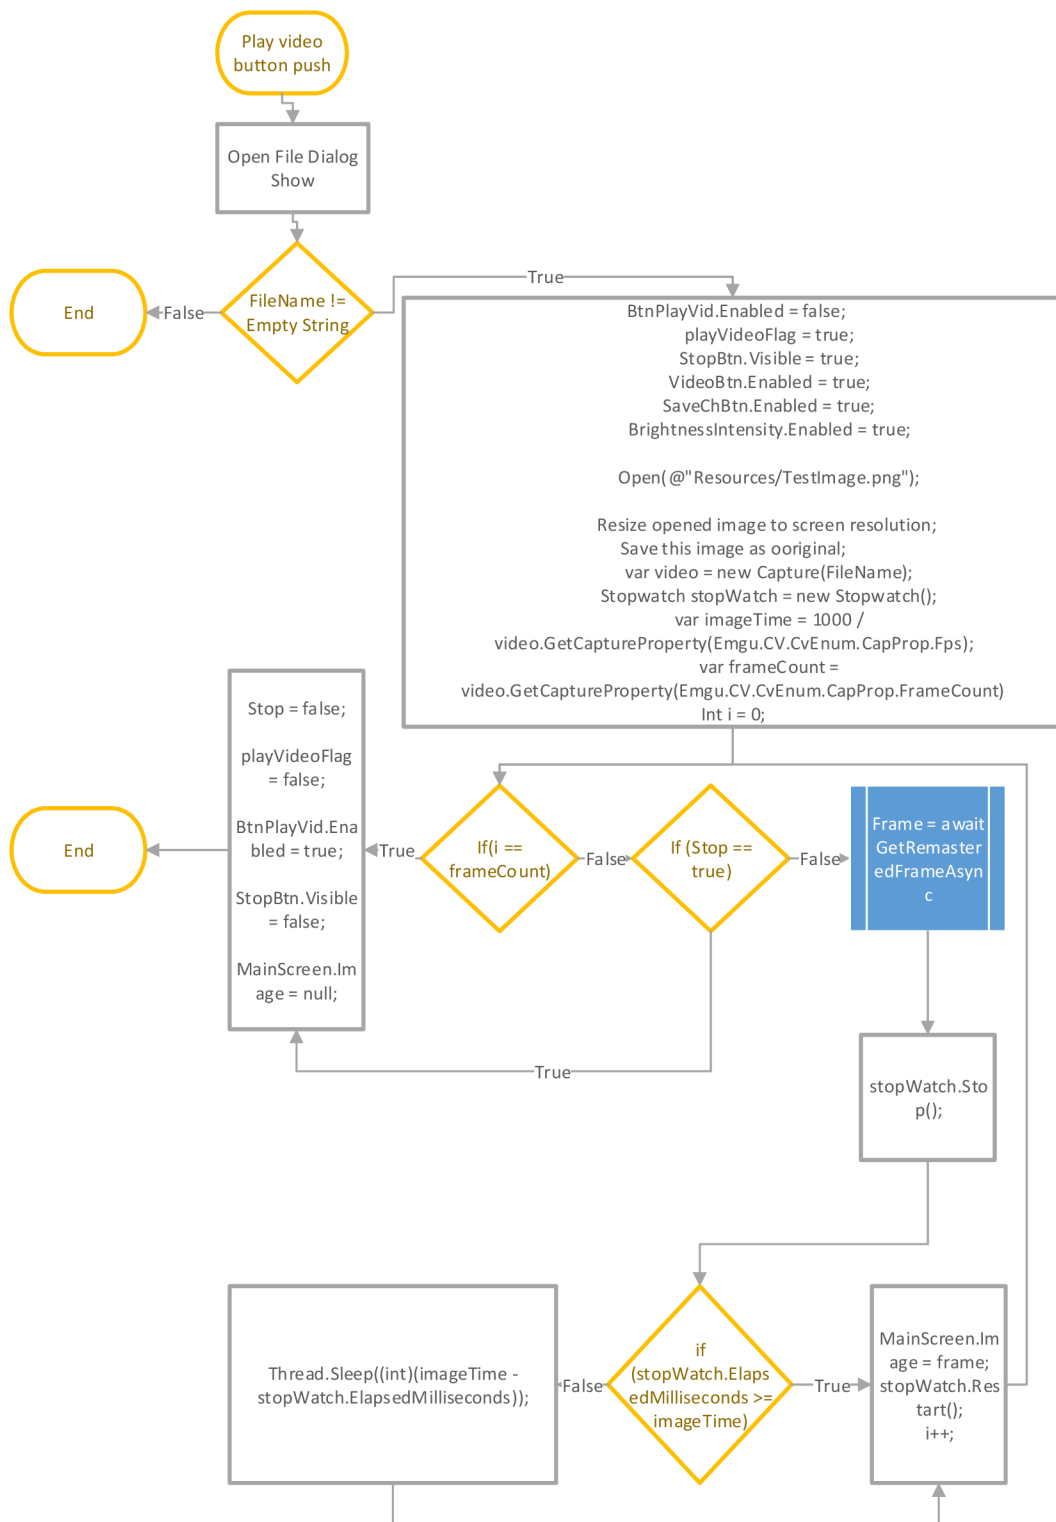 Play video
button push
Open File Dialog
Show
FileName !=
Empty String
False
End
True
BtnPlayVid.Enabled = false;
playVideoFlag = true;
StopBtn.Visible = true;
VideoBtn.Enabled = true;
SaveChBtn.Enabled = true;
BrightnessIntensity.Enabled = true;
Open(@"Resources/TestImage.png");
Resize opened image to screen resolution;
Save this image as ooriginal;
var video = new Capture(FileName);
Stopwatch stopWatch = new Stopwatch();
var imageTime = 1000 /
video.GetCaptureProperty(Emgu.CV.CvEnum.CapProp.Fps);
var frameCount =
video.GetCaptureProperty(Emgu.CV.CvEnum.CapProp.FrameCount)
Int i = 0;
If(i ==
frameCount)
True
Stop = false;
playVideoFlag
= false;
BtnPlayVid.Ena
bled = true;
StopBtn.Visible
= false;
MainScreen.Im
age = null;
End
False
If (Stop ==
true)
True
False
Frame = await
GetRemaster
edFrameAsyn
c
stopWatch.Sto
p();
if
(stopWatch.Elaps
edMilliseconds >=
imageTime)
False
Thread.Sleep((int)(imageTime -
stopWatch.ElapsedMilliseconds));
True
MainScreen.Im
age = frame;
stopWatch.Res
tart();
i++;